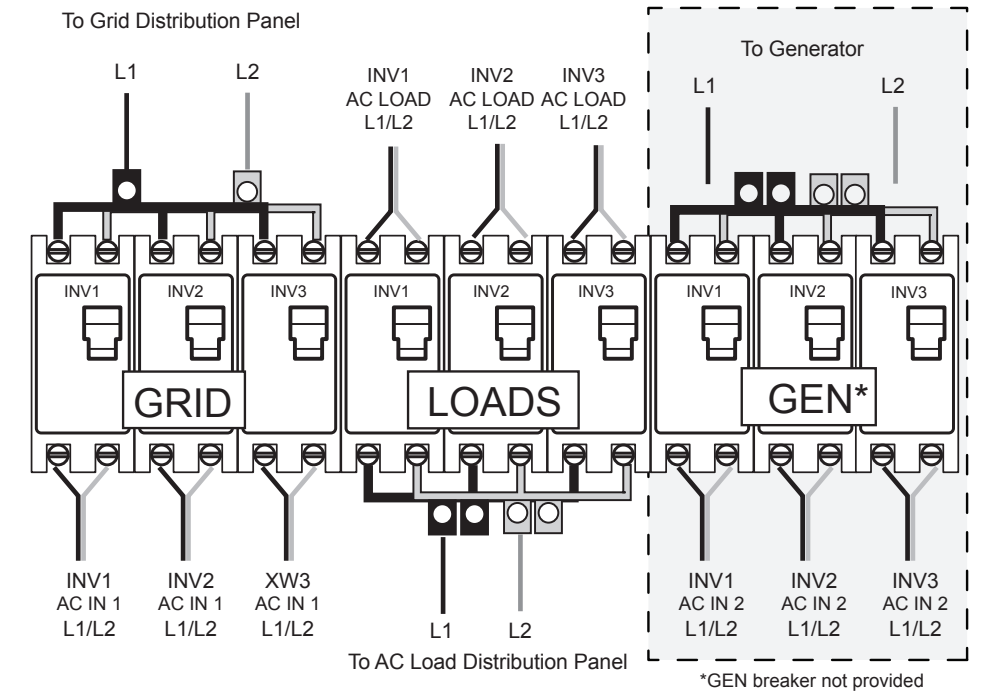 To Grid Distribution Panel
L1
L2
INV1
AC LOAD
L1/L2
INV2
AC LOAD
L1/L2
INV3
AC LOAD
L1/L2
To Generator
L1
L2
INV1
INV2
INV3
GRID
INV1
INV2
INV3
LOADS
INV1
INV2
INV3
GEN*
INV1
AC IN 1
L1/L2
INV2
AC IN 1
L1/L2
XW3
AC IN 1
L1/L2
L1
L2
To AC Load Distribution Panel
INV1
AC IN 2
L1/L2
INV2
AC IN 2
L1/L2
INV3
AC IN 2
L1/L2
*GEN breaker not provided